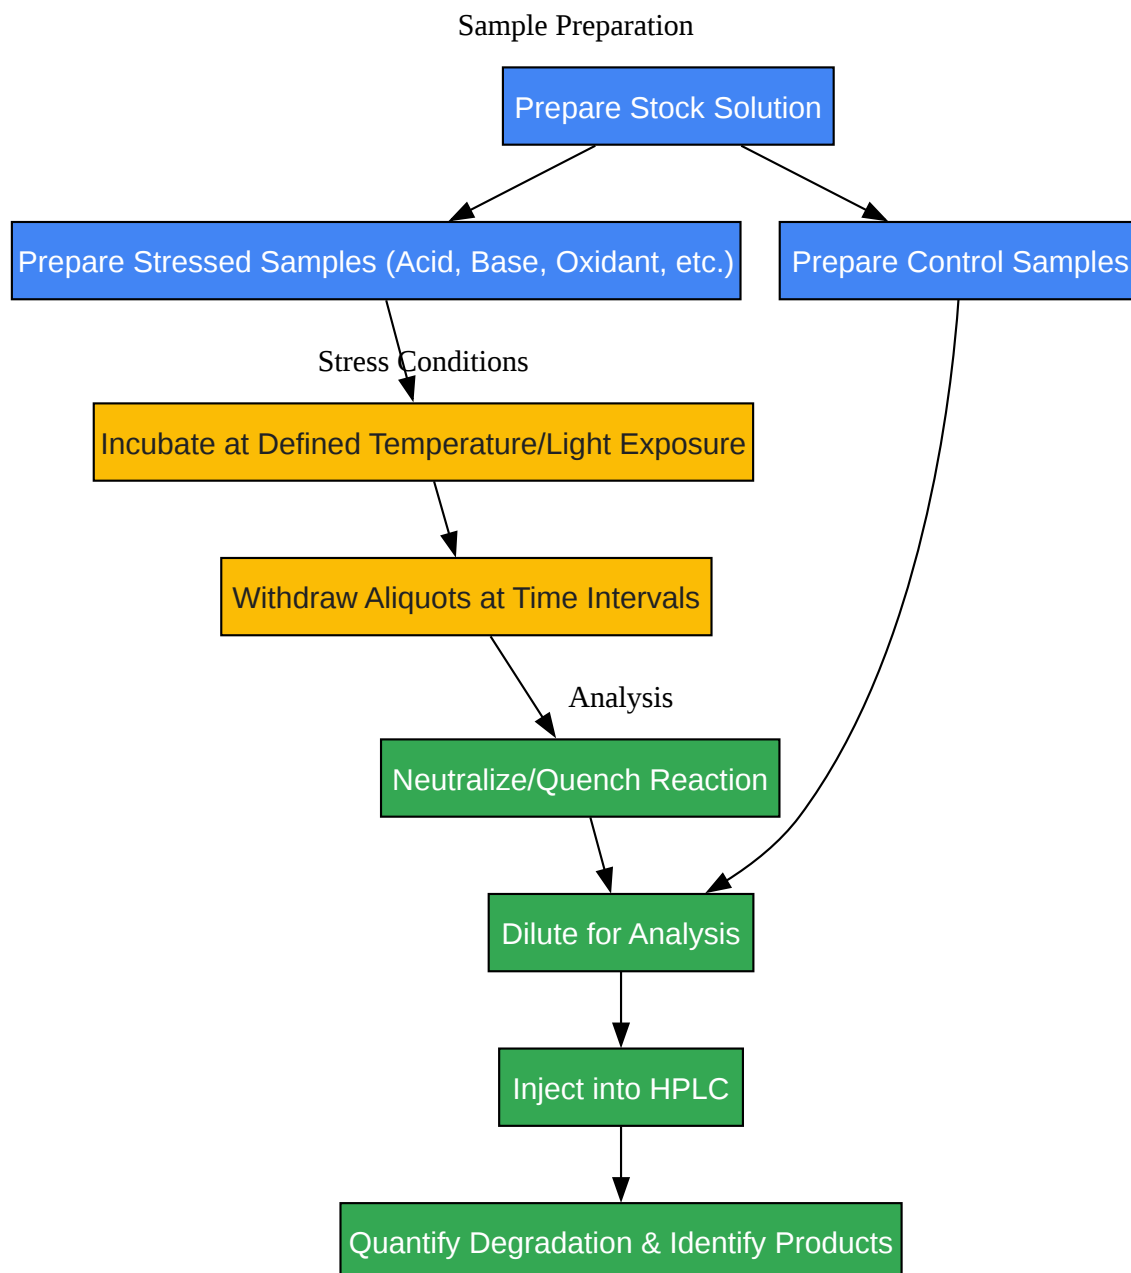 Sample Preparation
Prepare Stock Solution
Prepare Stressed Samples (Acid, Base, Oxidant, etc.)
Prepare Control Samples
Stress Conditions
Incubate at Defined Temperature/Light Exposure
Withdraw Aliquots at Time Intervals
Analysis
Neutralize/Quench Reaction
Dilute for Analysis
Inject into HPLC
Quantify Degradation & Identify Products